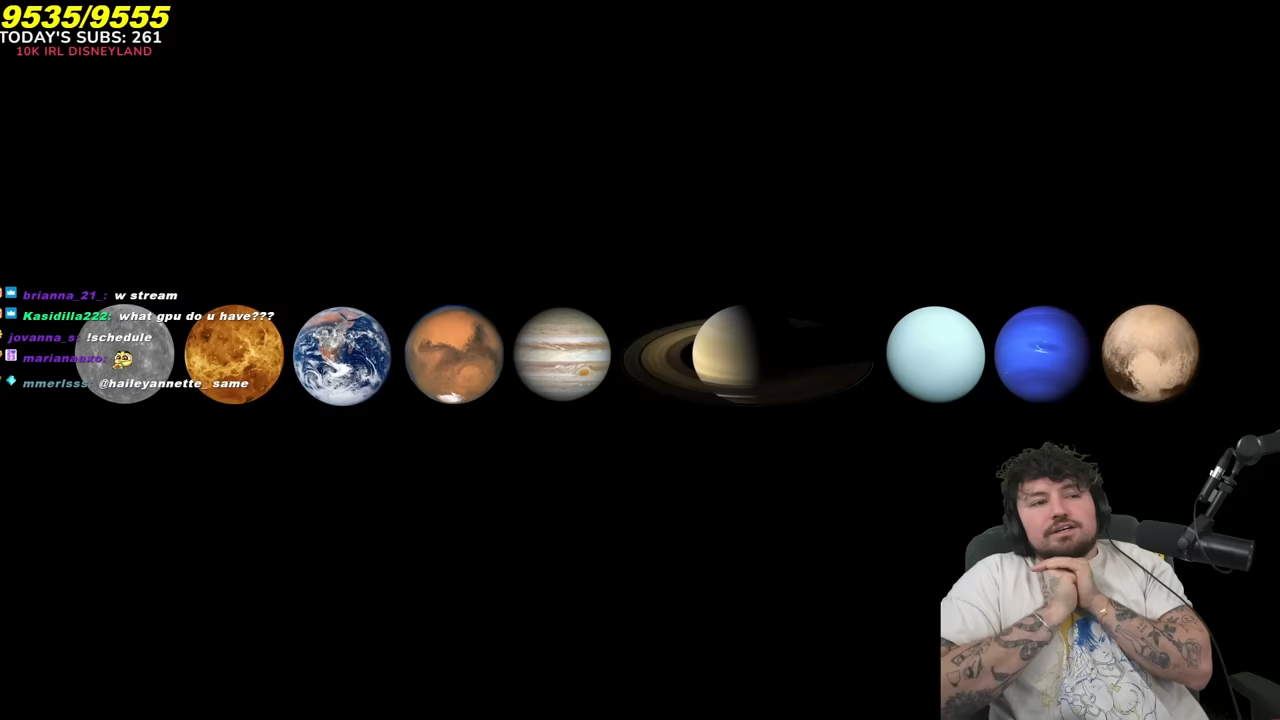 9535/9555
TODAY'S SUBS: 261
10K IRL DISNEYLAND
brianna_21_: w stream
Kasidilla222: what gpu do u have???
jovanna_s: !schedule
marianaaxo:
mmerlsss: @haileyannette_ same